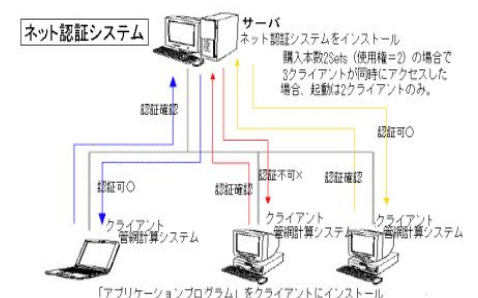 ネット認証システム
サーバ
ネット認証システムをインストール
購入本数2Sets（使用権=2）の場合で
3クライアントが同時にアクセスした
場合、起動は2クライアントのみ。
認証確認
認証可○
認証可○
認証確認
認証不可×
認証確認
クライアント
管網計算システム
クライアント
管網計算システム
クライアント
管網計算システム
「アプリケーションプログラム」をクライアントにインストール